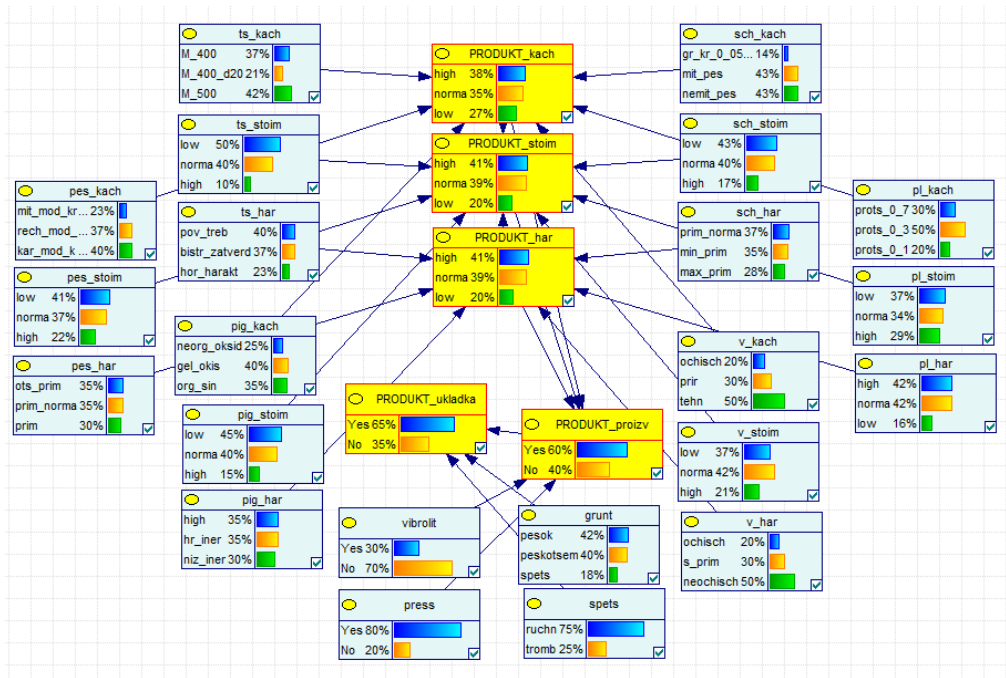 ts_kach
M_400 37%
M_400_d20 21%
M_500 42%
PRODUKT_kach
high 38%
norma 35%
low 27%
sch_kach
gr_kr_0_05... 14%
mit_pes 43%
nemit_pes 43%
ts_stoim
low 50%
norma 40%
high 10%
PRODUKT_stoim
high 41%
norma 39%
low 20%
sch_stoim
low 43%
norma 40%
high 17%
pes_kach
mit_mod_kr... 23%
rech_mod_... 37%
kar_mod_k ... 40%
ts_har
pov_treb 40%
bistr_zatverd 37%
hor_harakt 23%
PRODUKT_har
high 41%
norma 39%
low 20%
sch_har
prim_norma 37%
min_prim 35%
max_prim 28%
pl_kach
prots_0_7 30%
prots_0_3 50%
prots_0_1 20%
pes_stoim
low 41%
norma 37%
high 22%
pl_stoim
low 37%
norma 34%
high 29%
pig_kach
neorg_oksid 25%
gel_okis 40%
org_sin 35%
v_kach
ochisch 20%
prir 30%
tehn 50%
pes_har
ots_prim 35%
prim_norma 35%
prim 30%
pl_har
high 42%
norma 42%
low 16%
PRODUKT_ukladka
Yes 65%
No 35%
PRODUKT_proizv
Yes 60%
No 40%
pig_stoim
low 45%
norma 40%
high 15%
v_stoim
low 37%
norma 42%
high 21%
pig_har
high 35%
hr_iner 35%
niz_iner 30%
vibrolit
Yes 30%
No 70%
grunt
pesok 42%
peskotsem 40%
spets 18%
v_har
ochisch 20%
s_prim 30%
neochisch 50%
press
Yes 80%
No 20%
spets
ruchn 75%
tromb 25%